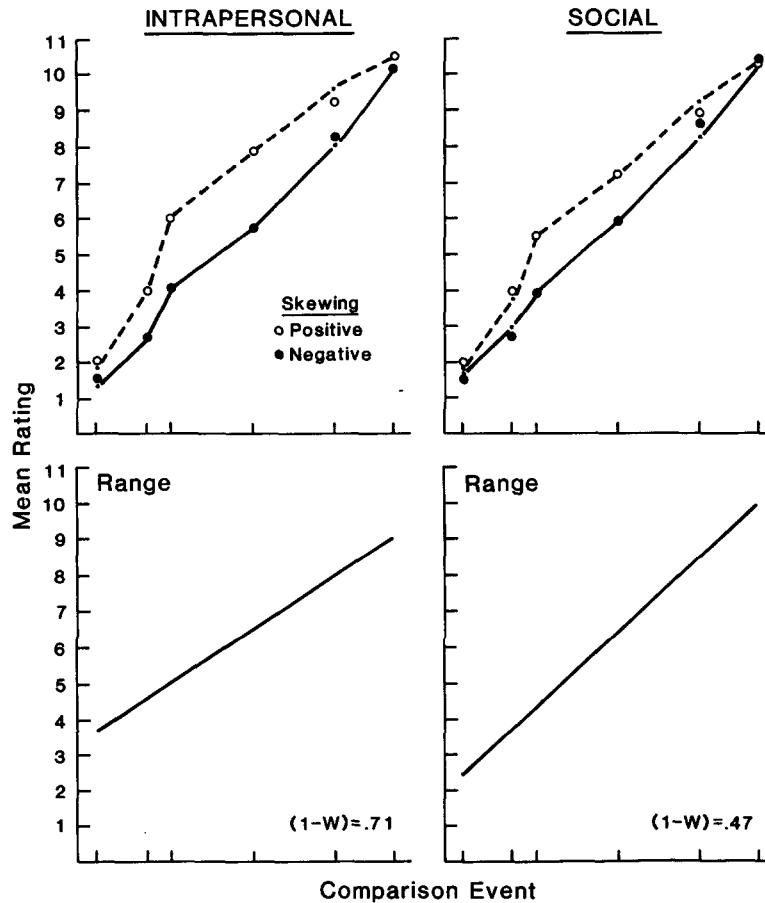 INTRAPERSONAL
SOCIAL
11
10
9
8
7
6
5
4
3
2
1
Skewing
Positive
Negative
Mean Rating
11
10
9
8
7
6
5
4
3
2
1
Range
(1-W)=.71
Range
(1-W)=.47
Comparison Event